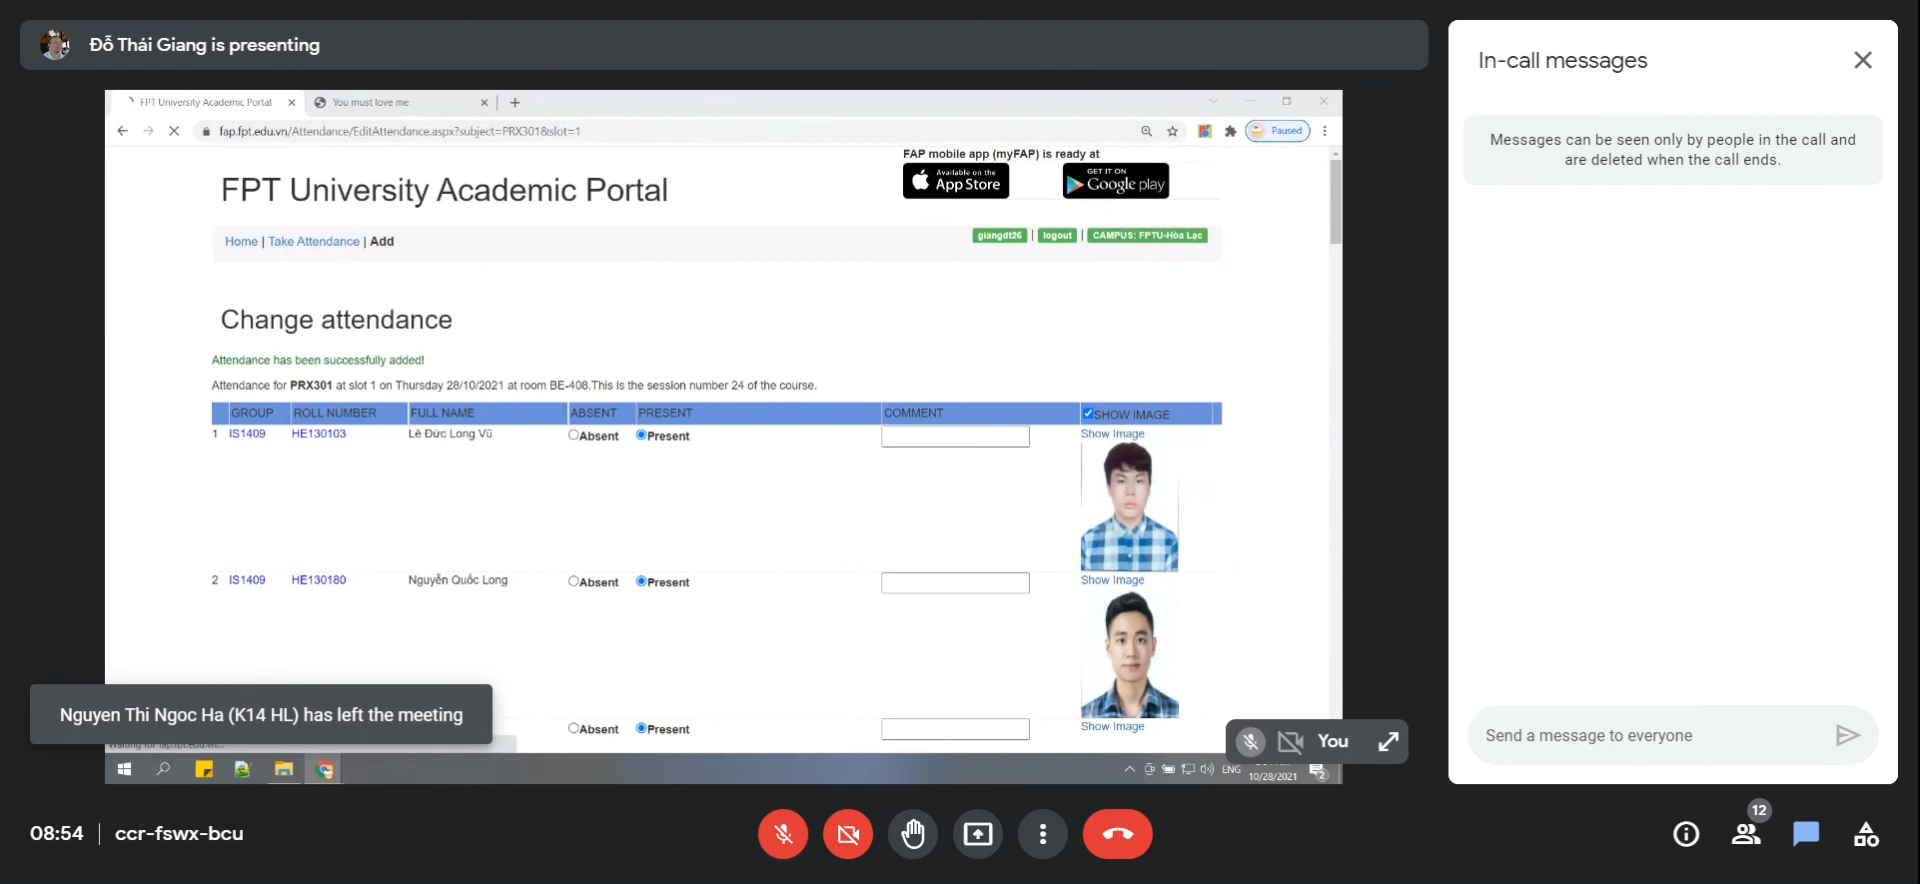 Đỗ Thái Giang is presenting
FPT University Academic Portal
You must love me
fap.fpt.edu.vn/Attendance/EditAttendance.aspx?subject=PRX301&slot=1
Paused
FAP mobile app (myFAP) is ready at
Available on the
App Store
GET IT ON
Google play
FPT University Academic Portal
Home | Take Attendance | Add
giangdt26 | logout | CAMPUS: FPTU-Hòa Lạc
Change attendance
Attendance has been successfully added!
Attendance for PRX301 at slot 1 on Thursday 28/10/2021 at room BE-408.This is the session number 24 of the course.
GROUP ROLL NUMBER FULL NAME ABSENT PRESENT COMMENT SHOW IMAGE
1 IS1409 HE130103 Lê Đức Long Vũ Absent Present Show Image
2 IS1409 HE130180 Nguyễn Quốc Long Absent Present Show Image
Absent Present Show Image
Nguyen Thi Ngoc Ha (K14 HL) has left the meeting
Waiting for fap.fpt.edu.vn...
You
ENG
10/28/2021
2
In-call messages
Messages can be seen only by people in the call and
are deleted when the call ends.
Send a message to everyone
08:54 | ccr-fswx-bcu
12